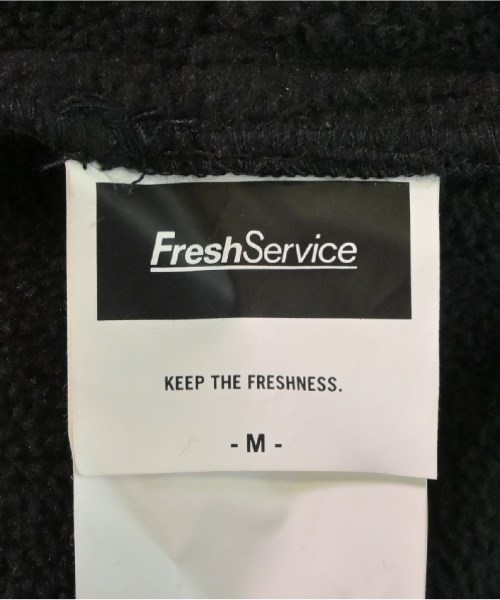 FreshService
KEEP THE FRESHNESS.
- M -